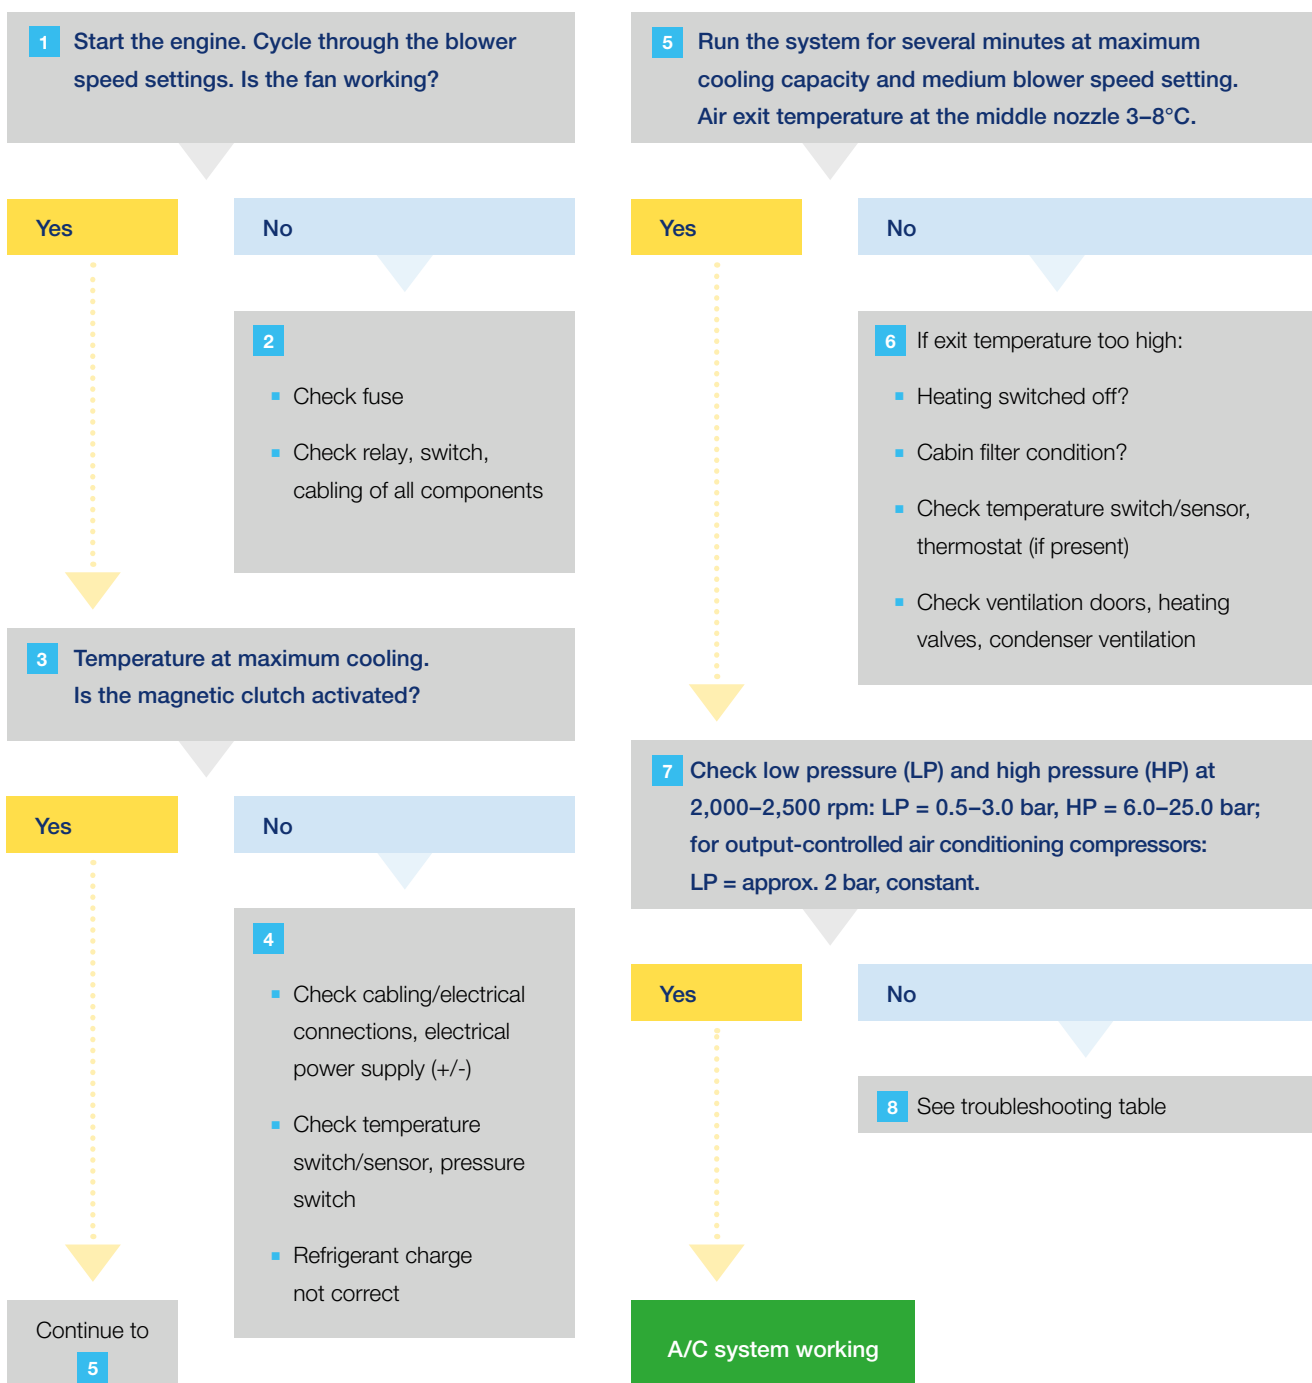 1 Start the engine. Cycle through the blower
speed settings. Is the fan working?
Yes
No
2
▪ Check fuse
▪ Check relay, switch,
cabling of all components
3 Temperature at maximum cooling.
Is the magnetic clutch activated?
Yes
No
4
▪ Check cabling/electrical
connections, electrical
power supply (+/-)
▪ Check temperature
switch/sensor, pressure
switch
▪ Refrigerant charge
not correct
Continue to
5
5 Run the system for several minutes at maximum
cooling capacity and medium blower speed setting.
Air exit temperature at the middle nozzle 3–8°C.
Yes
No
6 If exit temperature too high:
▪ Heating switched off?
▪ Cabin filter condition?
▪ Check temperature switch/sensor,
thermostat (if present)
▪ Check ventilation doors, heating
valves, condenser ventilation
7 Check low pressure (LP) and high pressure (HP) at
2,000–2,500 rpm: LP = 0.5–3.0 bar, HP = 6.0–25.0 bar;
for output-controlled air conditioning compressors:
LP = approx. 2 bar, constant.
Yes
No
8 See troubleshooting table
A/C system working